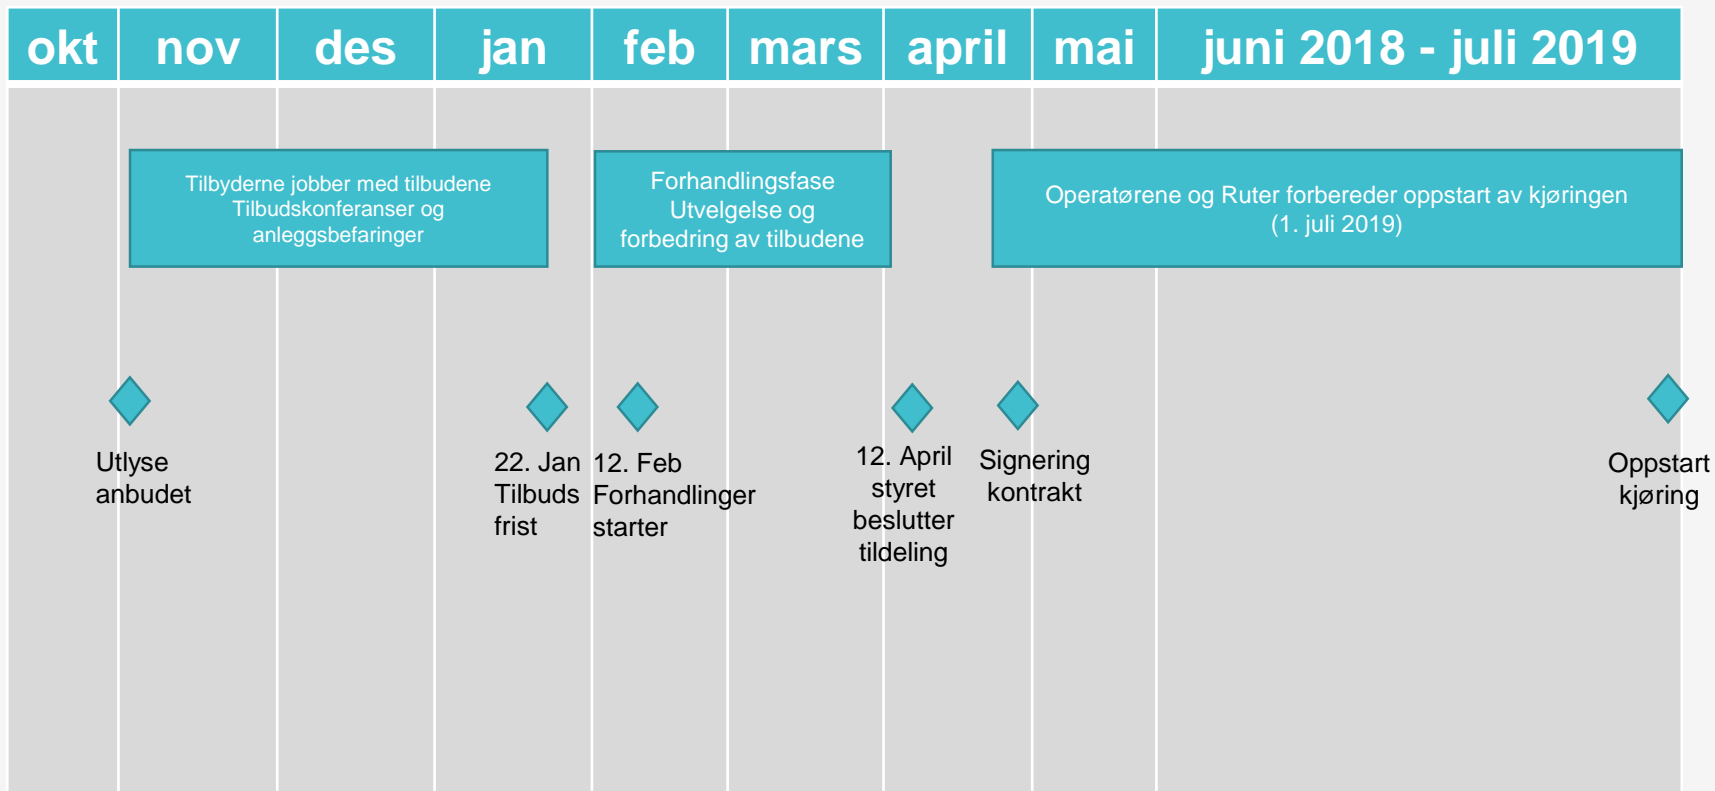 okt nov des jan feb mars april mai juni 2018 - juli 2019
Tilbyderne jobber med tilbudene
Tilbudskonferanser og
anleggsbefaringer
Forhandlingsfase
Utvelgelse og
forbedring av tilbudene
Operatørene og Ruter forbereder oppstart av kjøringen
(1. juli 2019)
Utlyse
anbudet
22. Jan
Tilbuds
frist
12. Feb
Forhandlinger
starter
12. April
styret
beslutter
tildeling
Signering
kontrakt
Oppstart
kjøring